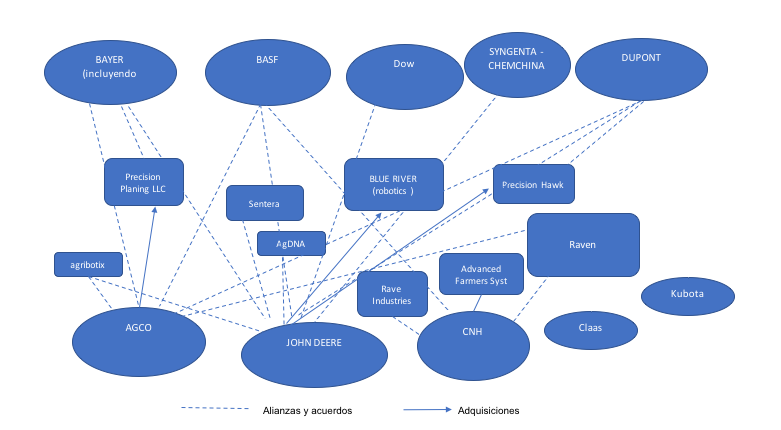 BAYER
(incluyendo
BASF
Dow
SYNGENTA -
CHEMCHINA
DUPONT
Precision
Planing LLC
Sentera
BLUE RIVER
(robotics )
Precision Hawk
AgDNA
Raven
agribotix
Rave
Industries
Advanced
Farmers Syst
Kubota
AGCO
JOHN DEERE
CNH
Claas
Alianzas y acuerdos
Adquisiciones